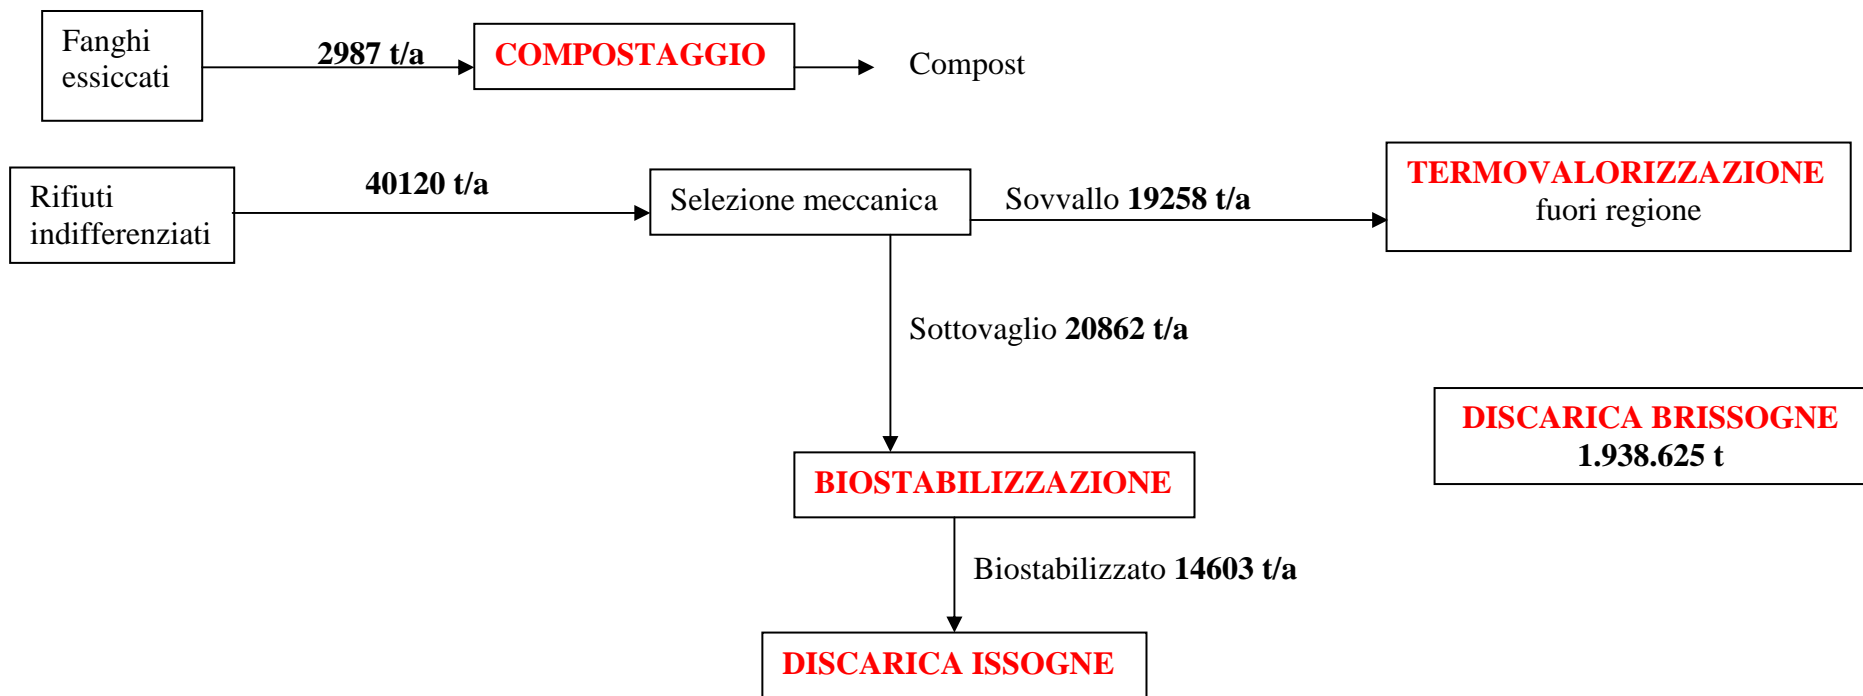 Fanghi
essiccati
2987 t/a
COMPOSTAGGIO
Compost
Rifiuti
indifferenziati
40120 t/a
Selezione meccanica
Sovvallo 19258 t/a
TERMOVALORIZZAZIONE
fuori regione
Sottovaglio 20862 t/a
DISCARICA BRISSOGNE
1.938.625 t
BIOSTABILIZZAZIONE
Biostabilizzato 14603 t/a
DISCARICA ISSOGNE